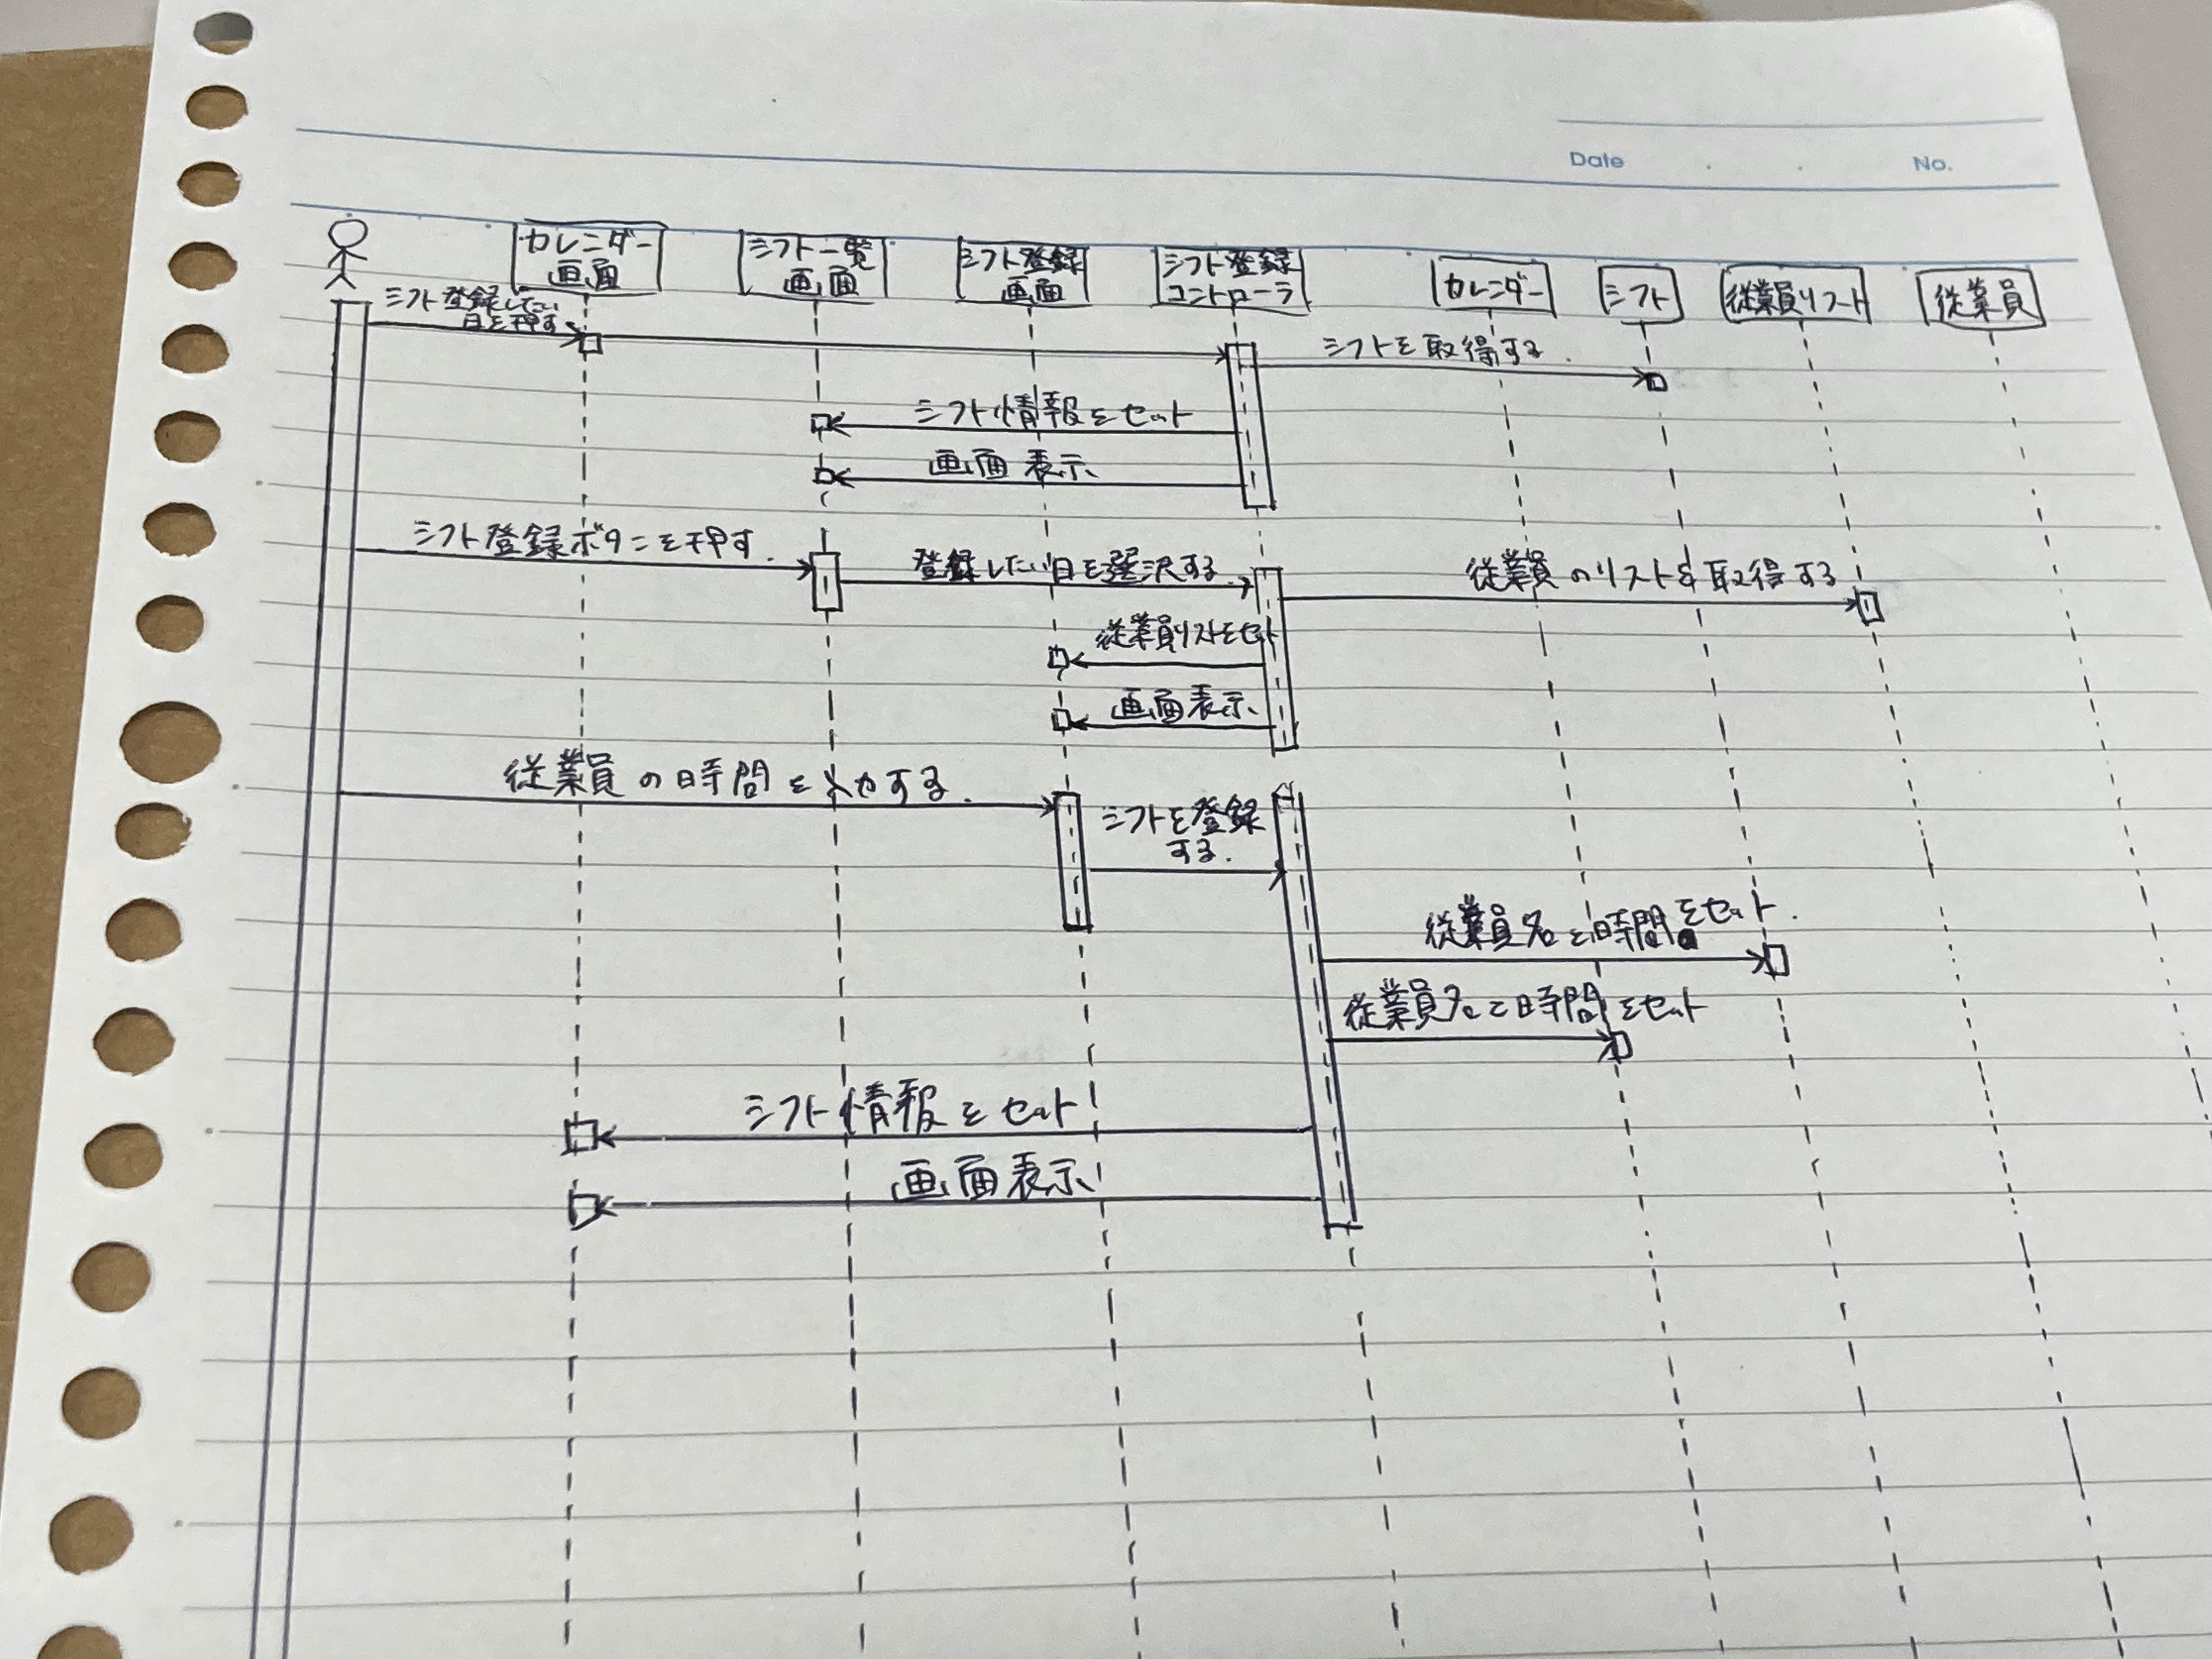 Date
No.
カレンダー
画面
シフト一覧
画面
シフト登録
画面
シフト登録
コントローラ
カレンダー
シフト
従業員リスト
従業員
シフト登録したい
日を押す
シフトを取得する.
シフト情報をセット
画面表示
シフト登録ボタンを押す.
登録したい日を選択する.
従業員のリストを取得する
従業員リストをセット
画面表示
従業員の時間を入力する.
シフトを登録
する.
従業員名と時間をセット.
従業員名と時間をセット
シフト情報をセット
画面表示